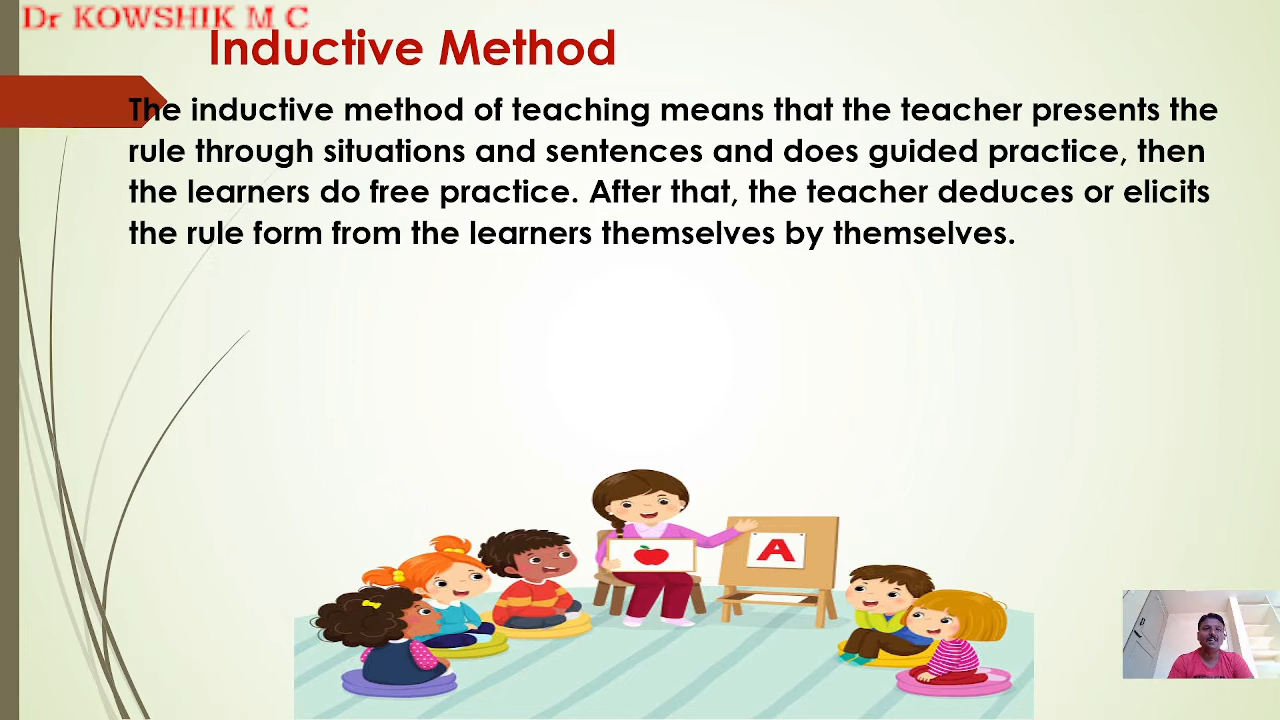 Dr KOWSHIK M C
Inductive Method
The inductive method of teaching means that the teacher presents the
rule through situations and sentences and does guided practice, then
the learners do free practice. After that, the teacher deduces or elicits
the rule form from the learners themselves by themselves.
A